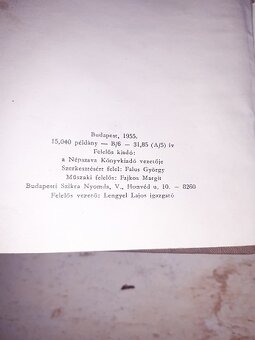 Budapest, 1955.
15,040 példány — B/6 — 31,85 (A/5) ív
Felelős kiadó:
a Népszava Könyvkiadó vezetője
Szerkesztésért felel: Falus György
Műszaki felelős: Fajkos Margit
Budapesti Szikra Nyomda, V., Honvéd u. 10. — 8260
Felelős vezető: Lengyel Lajos igazgató